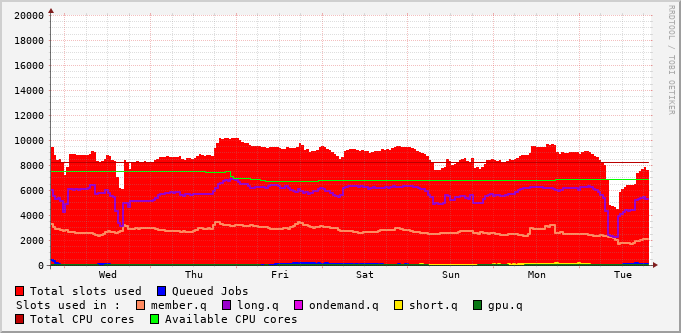 RRDTOOL / TOBI OETIKER
20000
18000
16000
14000
12000
10000
8000
6000
4000
2000
0
Wed Thu Fri Sat Sun Mon Tue
Total slots used Queued Jobs
Slots used in : member.q long.q ondemand.q short.q gpu.q
Total CPU cores Available CPU cores